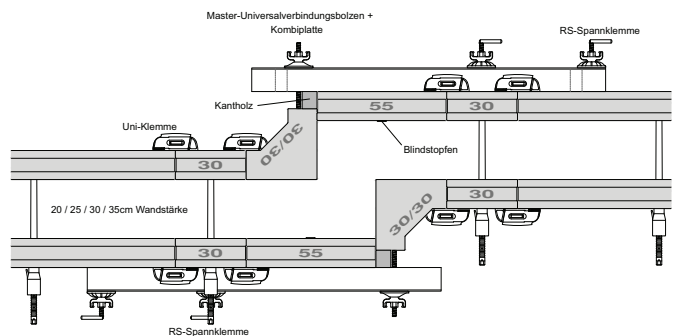 Master-Universalverbindungsbolzen +
Kombiplatte
RS-Spannklemme
Kantholz
55
30
Uni-Klemme
30/30
Blindstopfen
30
30
20 / 25 / 30 / 35cm Wandstärke
30/30
30
55
RS-Spannklemme